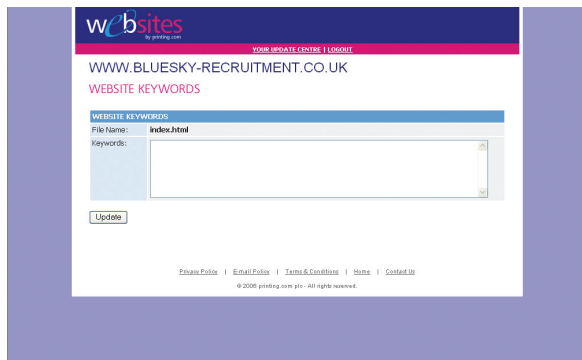 websites
by printing.com
YOUR UPDATE CENTRE | LOGOUT
WWW.BLUESKY-RECRUITMENT.CO.UK
WEBSITE KEYWORDS
WEBSITE KEYWORDS
File Name: index.html
Keywords:
Update
Privacy Policy | E-mail Policy | Terms & Conditions | Home | Contact Us
© 2006 printing.com plc - All rights reserved.